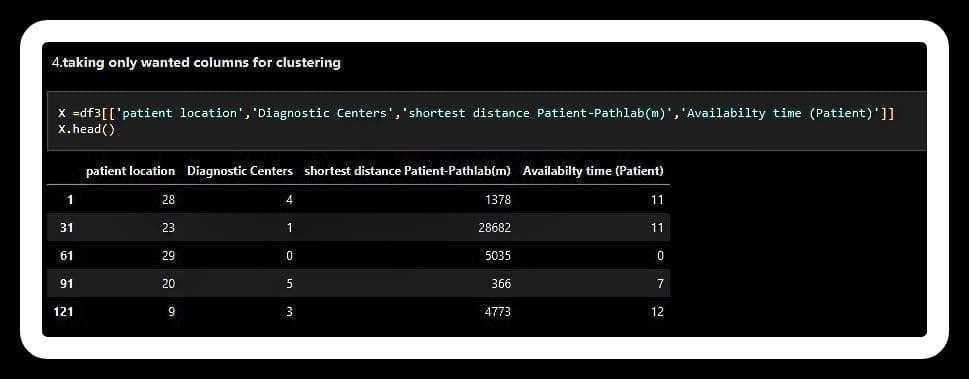 4.taking only wanted columns for clustering
X =df3[['patient location','Diagnostic Centers','shortest distance Patient-Pathlab(m)','Availabilty time (Patient)']]
X.head()
patient location Diagnostic Centers shortest distance Patient-Pathlab(m) Availabilty time (Patient)
1 28 4 1378 11
31 23 1 28682 11
61 29 0 5035 0
91 20 5 366 7
121 9 3 4773 12